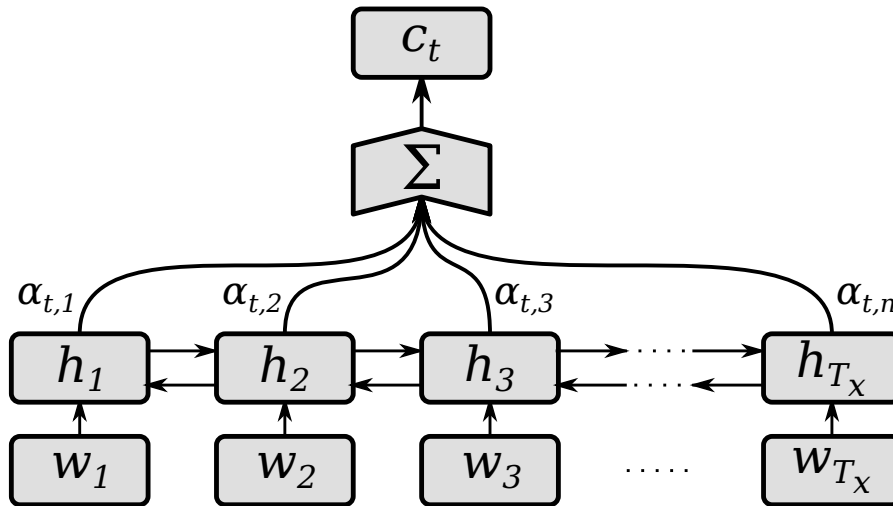 c_t
Σ
α_{t,1} α_{t,2} α_{t,3} α_{t,n}
h_1 h_2 h_3 ..... h_{T_x}
.....
w_1 w_2 w_3 ..... w_{T_x}